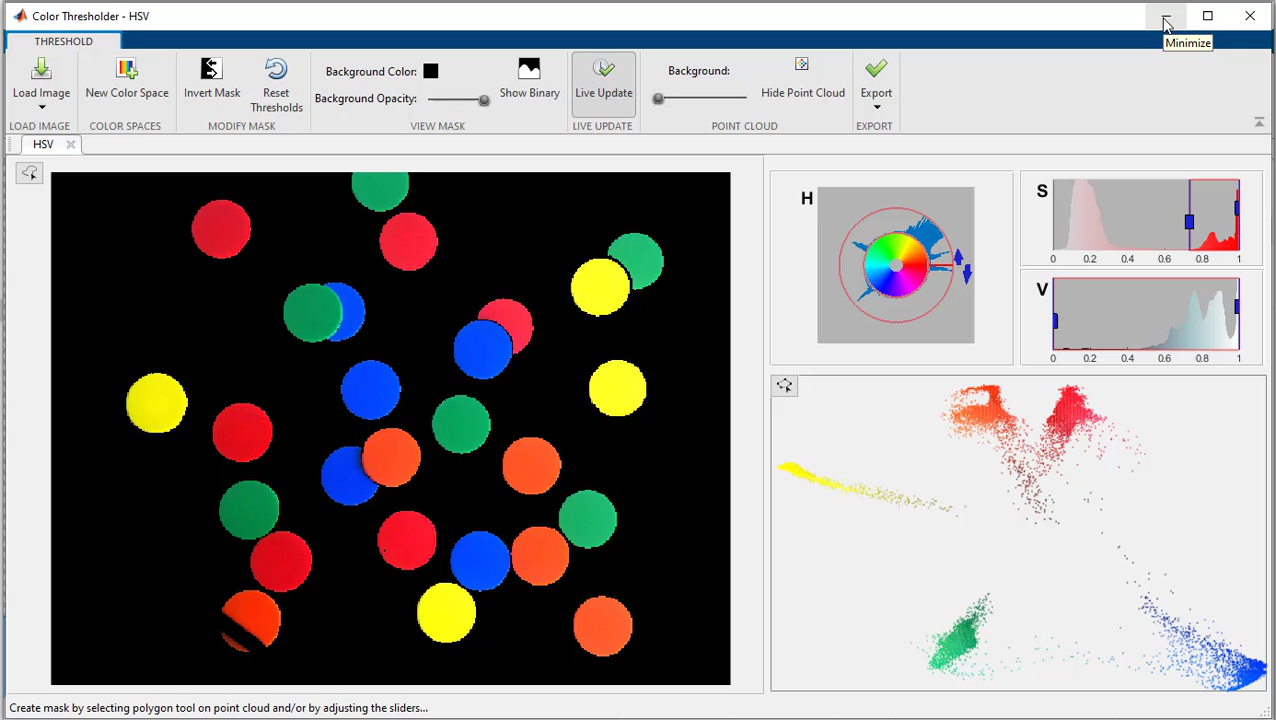 Color Thresholder - HSV
Minimize
THRESHOLD
Load Image
New Color Space
Invert Mask
Reset
Thresholds
Background Color:
Background Opacity:
Show Binary
Live Update
Background:
Hide Point Cloud
Export
LOAD IMAGE
COLOR SPACES
MODIFY MASK
VIEW MASK
LIVE UPDATE
POINT CLOUD
EXPORT
HSV
H
S
0 0.2 0.4 0.6 0.8 1
V
0 0.2 0.4 0.6 0.8 1
Create mask by selecting polygon tool on point cloud and/or by adjusting the sliders...